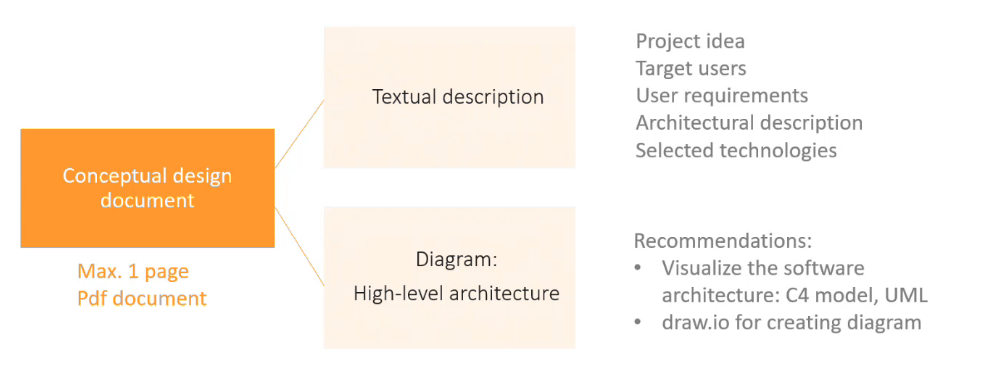 Conceptual design
document
Max. 1 page
Pdf document
Textual description
Project idea
Target users
User requirements
Architectural description
Selected technologies
Diagram:
High-level architecture
Recommendations:
• Visualize the software
architecture: C4 model, UML
• draw.io for creating diagram